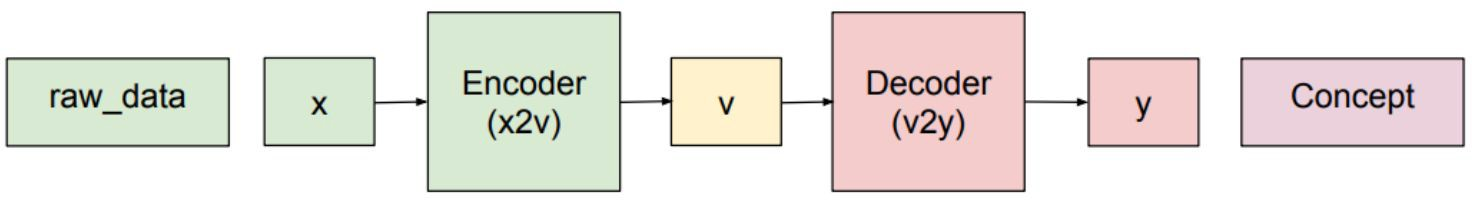 raw_data
x
Encoder
(x2v)
v
Decoder
(v2y)
y
Concept